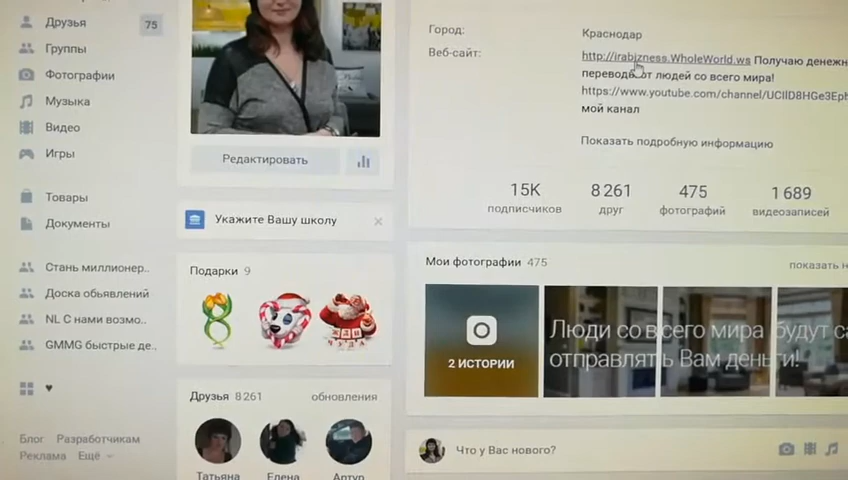 Друзья 75
Группы
Фотографии
Музыка
Видео
Игры
Товары
Документы
Стань миллионер..
Доска обьявлений
NL С нами возмо..
GMMG быстрые де..
Блог Разработчикам
Реклама Ещё
Редактировать
Укажите Вашу школу
Подарки 9
Друзья 8 261 обновления
Татьяна Елена Артур
Город: Краснодар
Веб-сайт: http://irabizness.WholeWorld.ws Получаю денежн
переводы от людей со всего мира!
https://www.youtube.com/channel/UCIlD8HGe3Eph
мой канал
Показать подробную информацию
15K 8 261 475 1 689
подписчиков друг фотографий видеозаписей
Мои фотографии 475 показать н
2 ИСТОРИИ
Люди со всего мира будут са
отправлять Вам деньги!
Что у Вас нового?